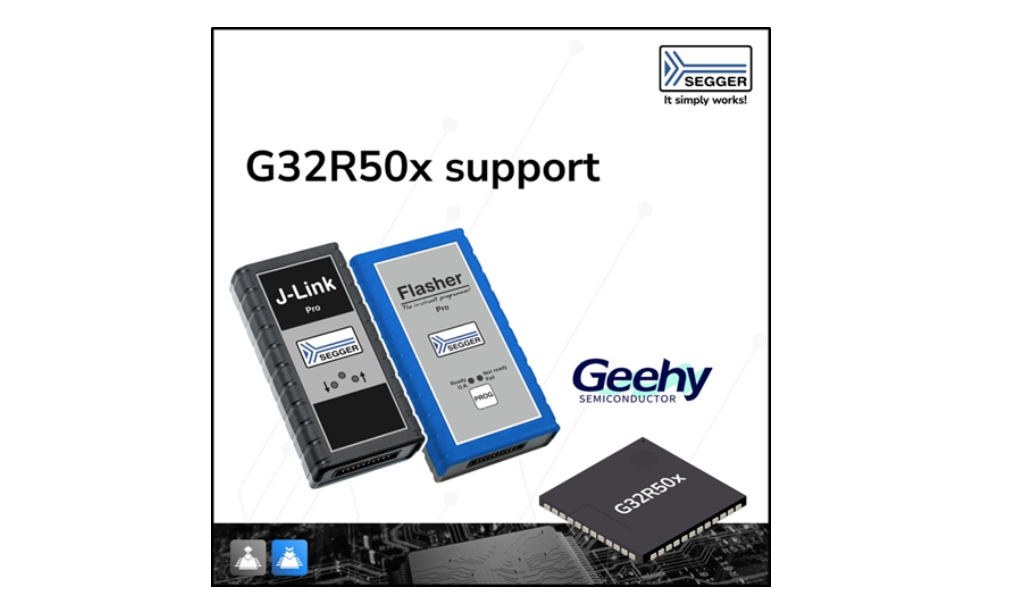 SEGGER
It simply works!
G32R50x support
J-Link
Pro
SEGGER
Flasher
The in-circuit programmer
Pro
SEGGER
Ready
O.K.
Not ready
Fail
PROG
Geehy
SEMICONDUCTOR
G32R50x